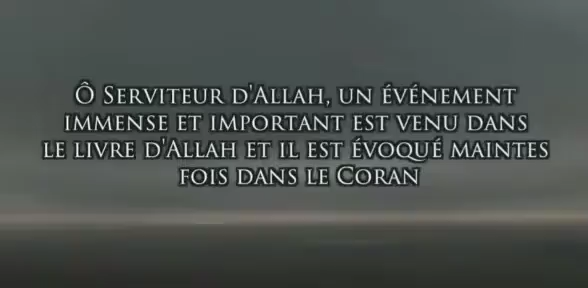 Ô Serviteur d'Allah, un événement
immense et important est venu dans
le livre d'Allah et il est évoqué maintes
fois dans le Coran